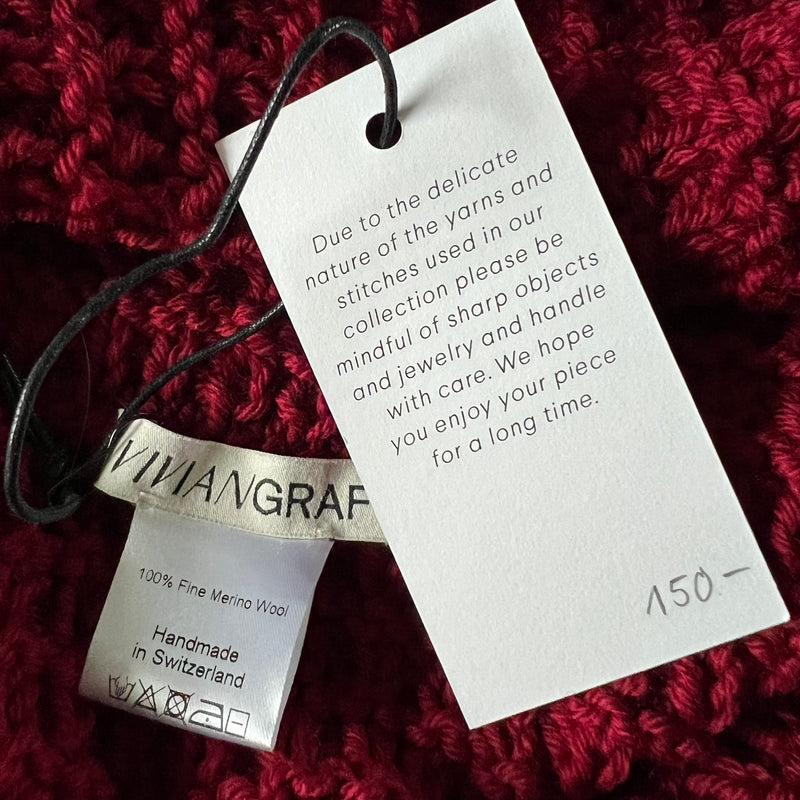 Due to the delicate
nature of the yarns and
stitches used in our
collection please be
mindful of sharp objects
and jewelry and handle
with care. We hope
you enjoy your piece
for a long time.
150.-
VIVIANGRAF
100% Fine Merino Wool
Handmade
in Switzerland